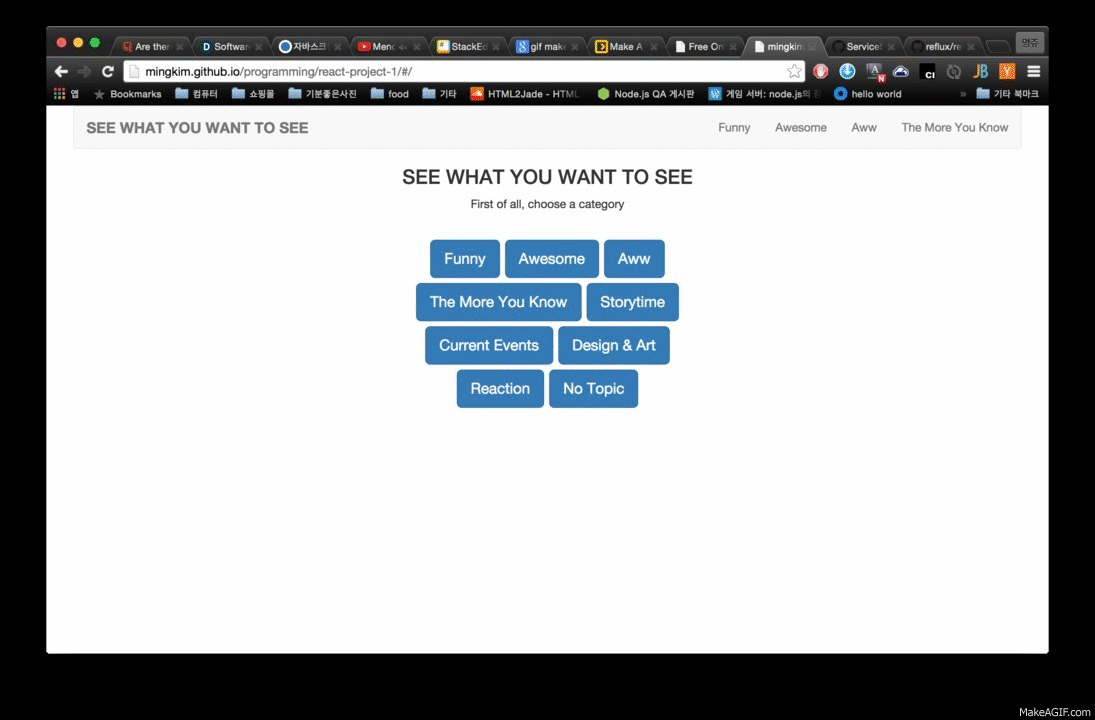 Are ther
Softwar
자바스크
Men
StackEd
gif make
Make A
Free On
mingkim
Servicef
reflux/re
명쥬
mingkim.github.io/programming/react-project-1/#/
앱 Bookmarks 컴퓨터 쇼핑몰 기분좋은사진 food 기타 HTML2Jade - HTML Node.js QA 게시판 게임 서버: node.js의 hello world » 기타 북마크
SEE WHAT YOU WANT TO SEE Funny Awesome Aww The More You Know
SEE WHAT YOU WANT TO SEE
First of all, choose a category
Funny Awesome Aww
The More You Know Storytime
Current Events Design & Art
Reaction No Topic
MakeAGIF.com